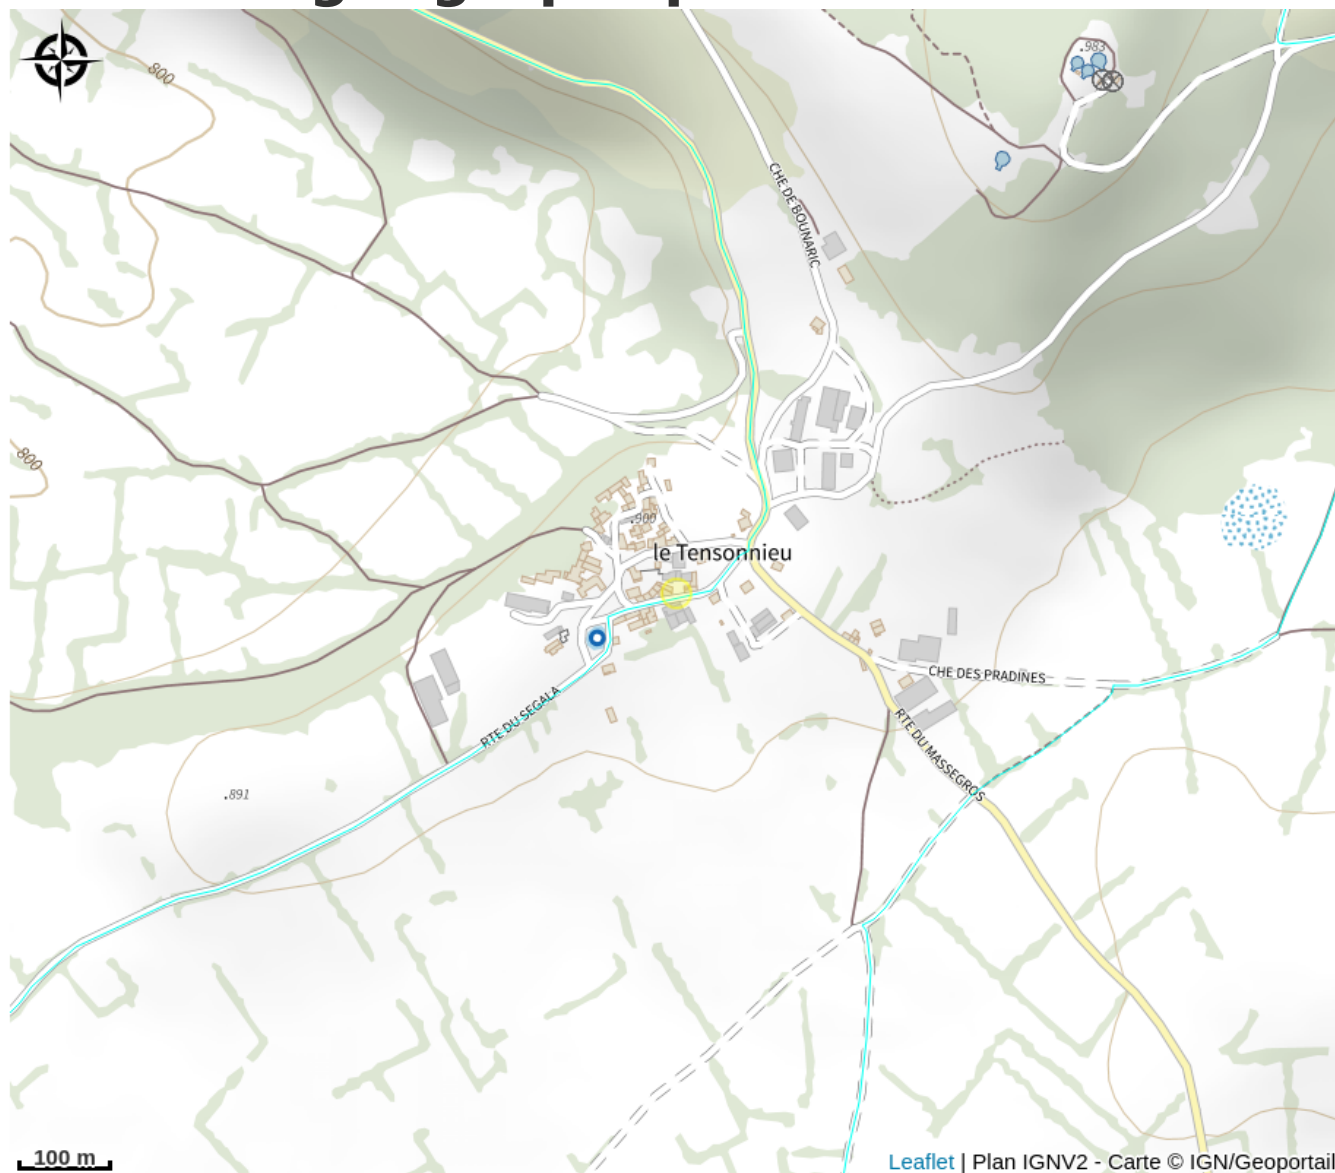 800
.983
CHE DE BOUNARIC
800
.900
le Tensonnieu
CHE DES PRADINES
RTE DU SEGALA
RTE DU MASSEGROS
.891
100 m
Leaflet | Plan IGNV2 - Carte © IGN/Geoportail